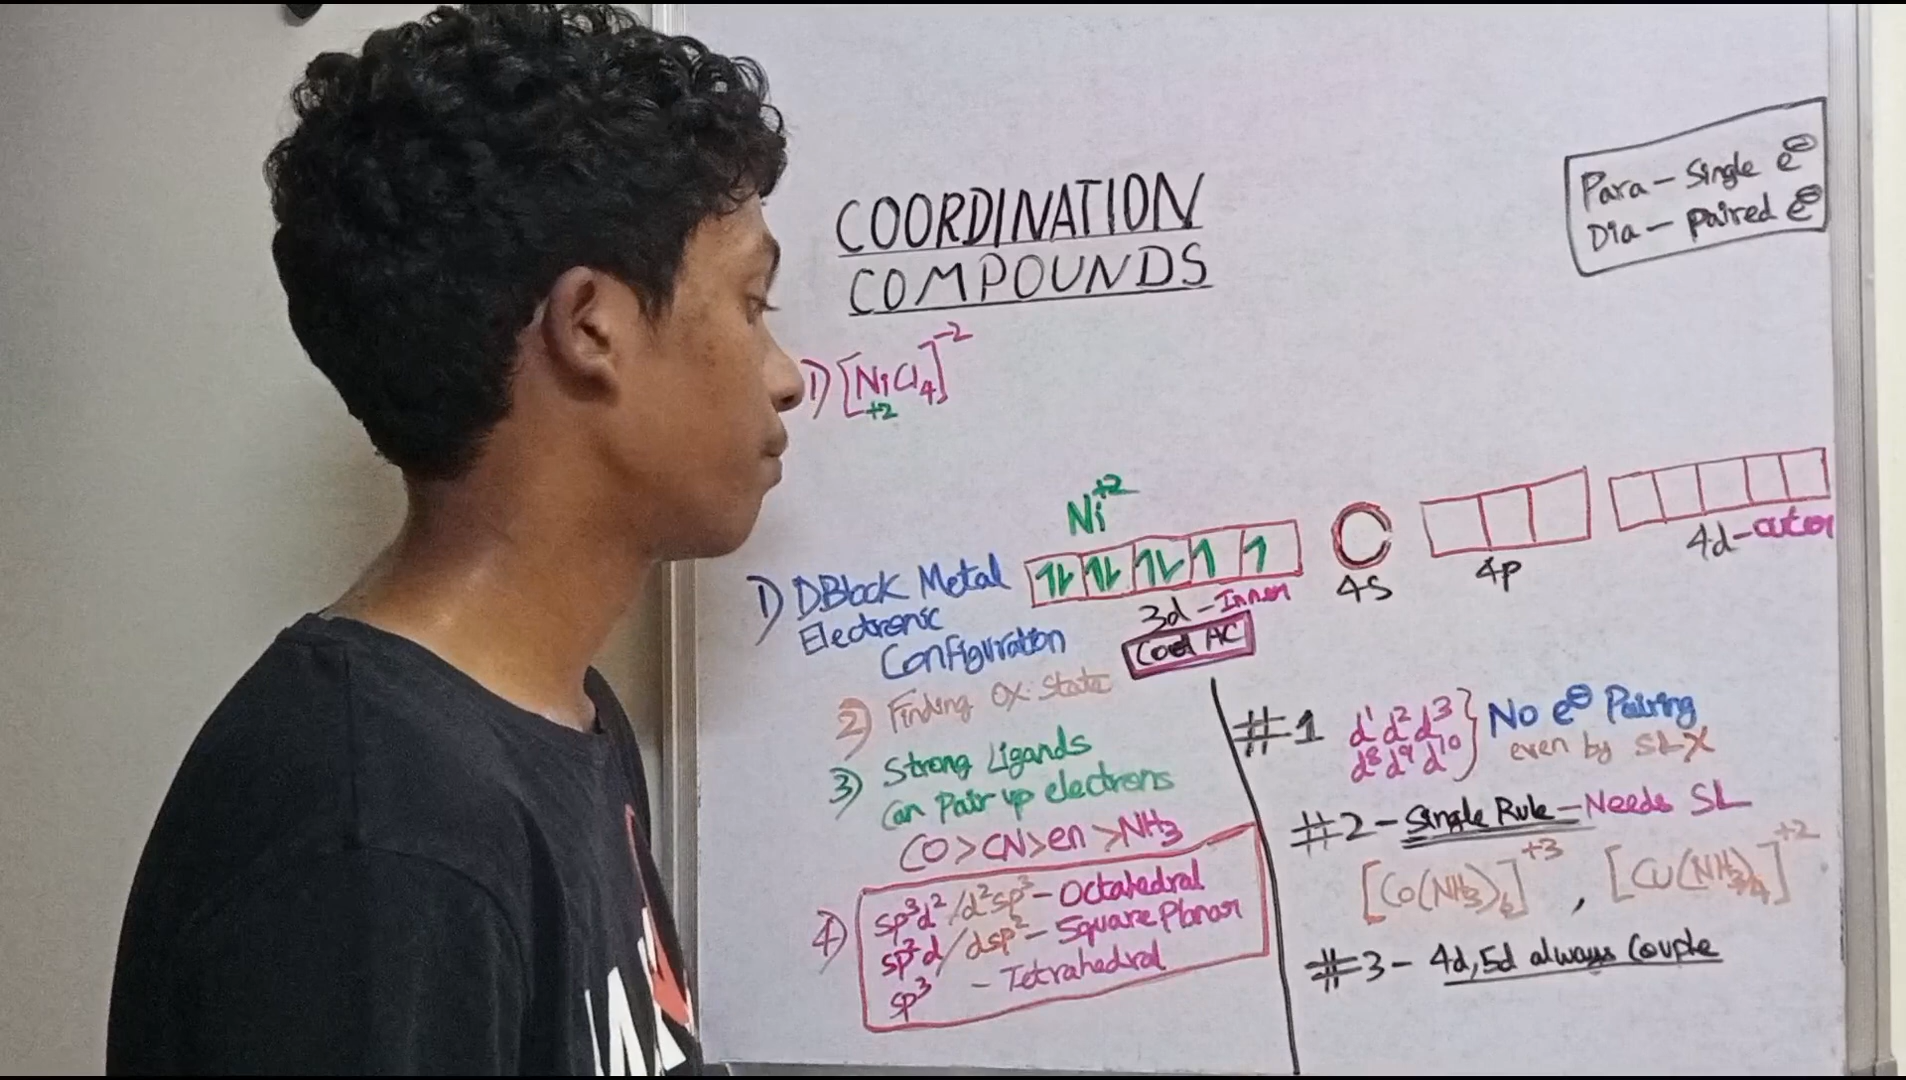 COORDINATION
COMPOUNDS
Para - Single e⊖
Dia - Paired e⊖
1) [NiCl4]-2
+2
Ni+2
3d - Inner
4s
4p
4d - outer
1) DBlock Metal
Electronic
Configuration
2) Finding Ox. State
3) Strong Ligands
Can Pair up electrons
CO > CN > en > NH3
4) sp3d2 / d2sp3 - Octahedral
sp2d / dsp2 - Square Planar
sp3 - Tetrahedral
#1 d1 d2 d3 } No e⊖ Pairing
d8 d9 d10 even by SLX
#2 - Single Rule - Needs SL
[Co(NH3)6]+3 , [Cu(NH3)4]+2
#3 - 4d, 5d always Couple